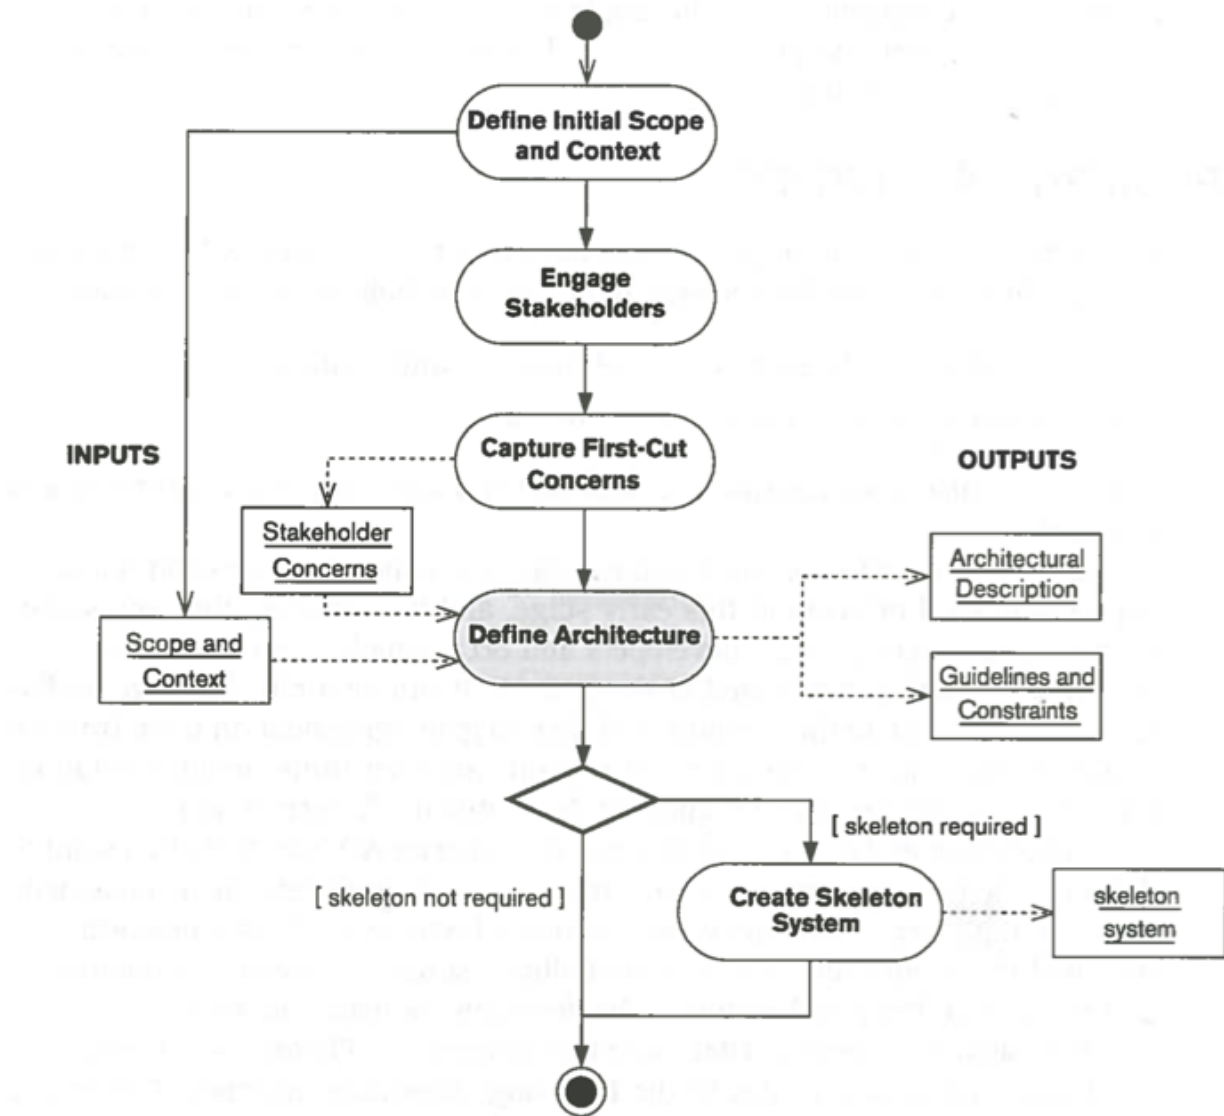 Define Initial Scope
and Context
Engage
Stakeholders
Capture First-Cut
Concerns
INPUTS
OUTPUTS
Stakeholder
Concerns
Architectural
Description
Scope and
Context
Define Architecture
Guidelines and
Constraints
[ skeleton required ]
[ skeleton not required ]
Create Skeleton
System
skeleton
system